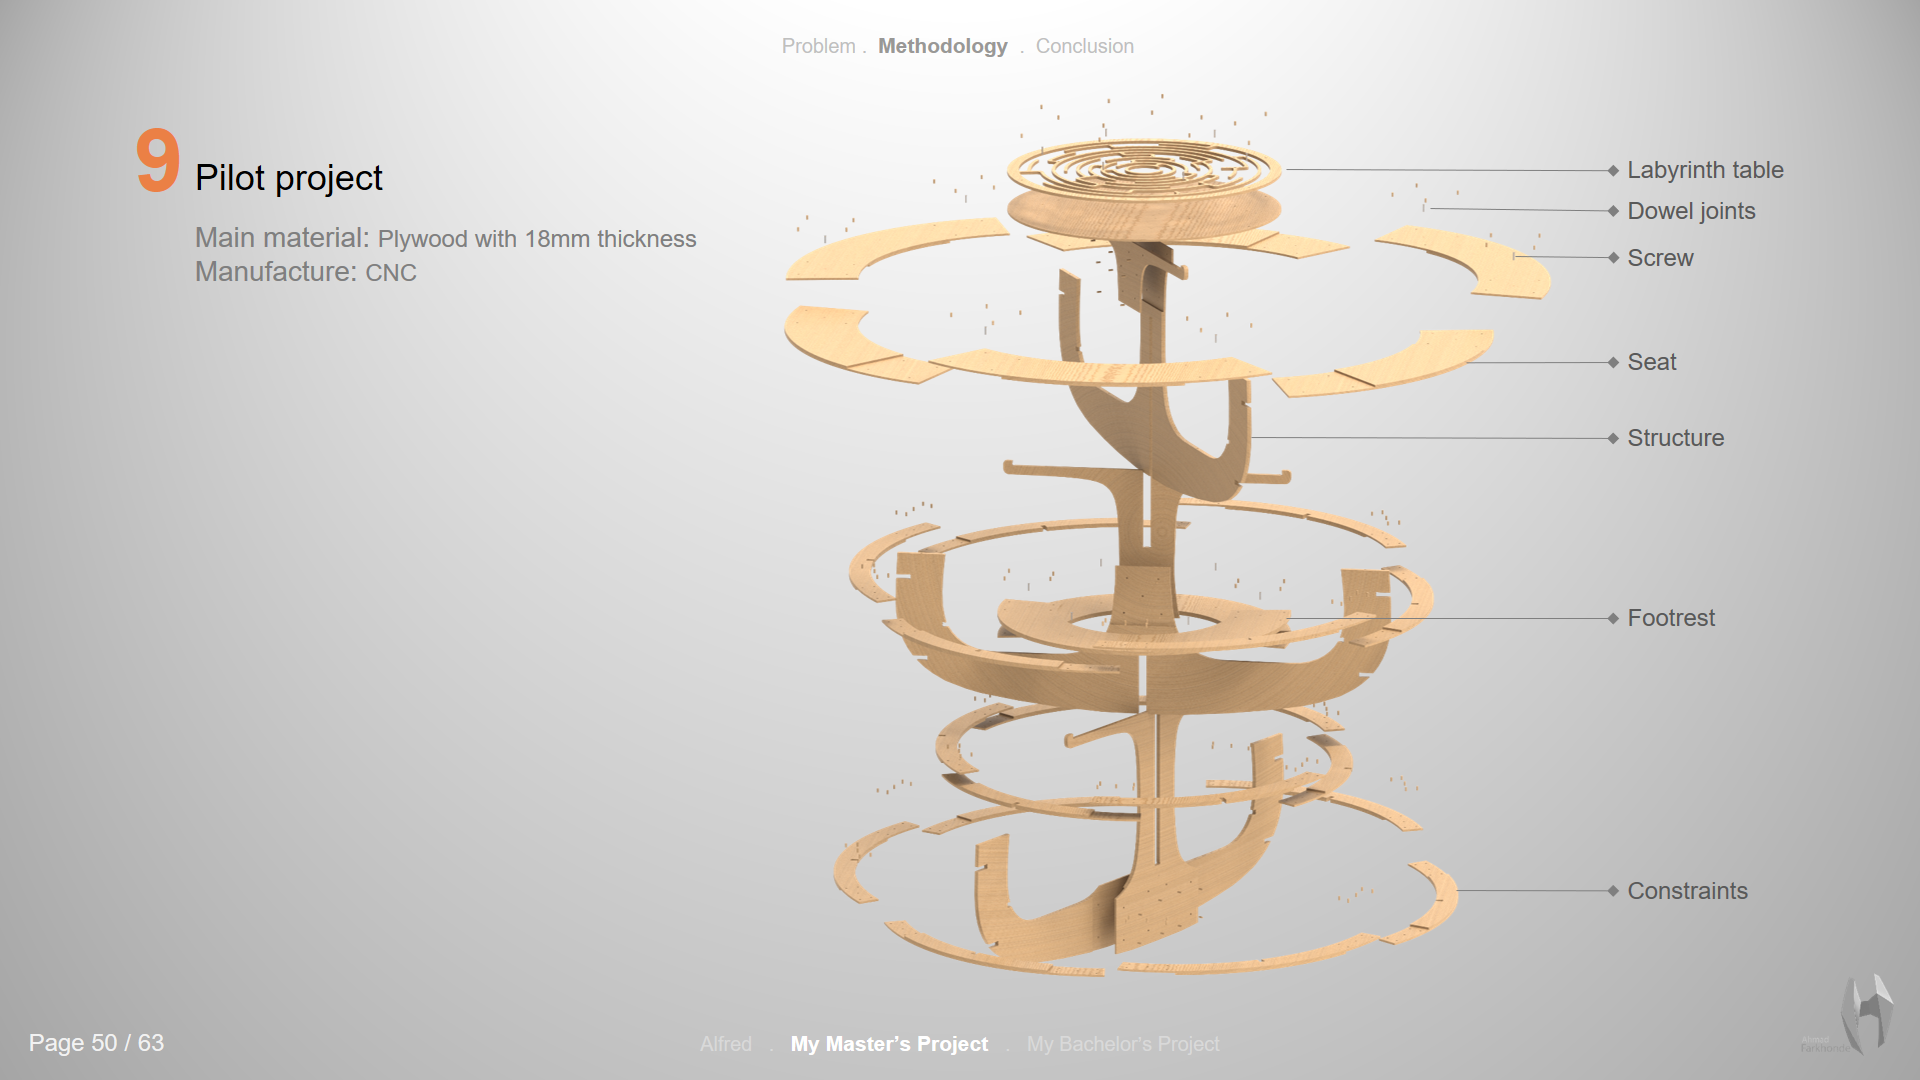 Problem . Methodology . Conclusion
9 Pilot project
Main material: Plywood with 18mm thickness
Manufacture: CNC
Labyrinth table
Dowel joints
Screw
Seat
Structure
Footrest
Constraints
Page 50 / 63
Alfred . My Master's Project . My Bachelor's Project